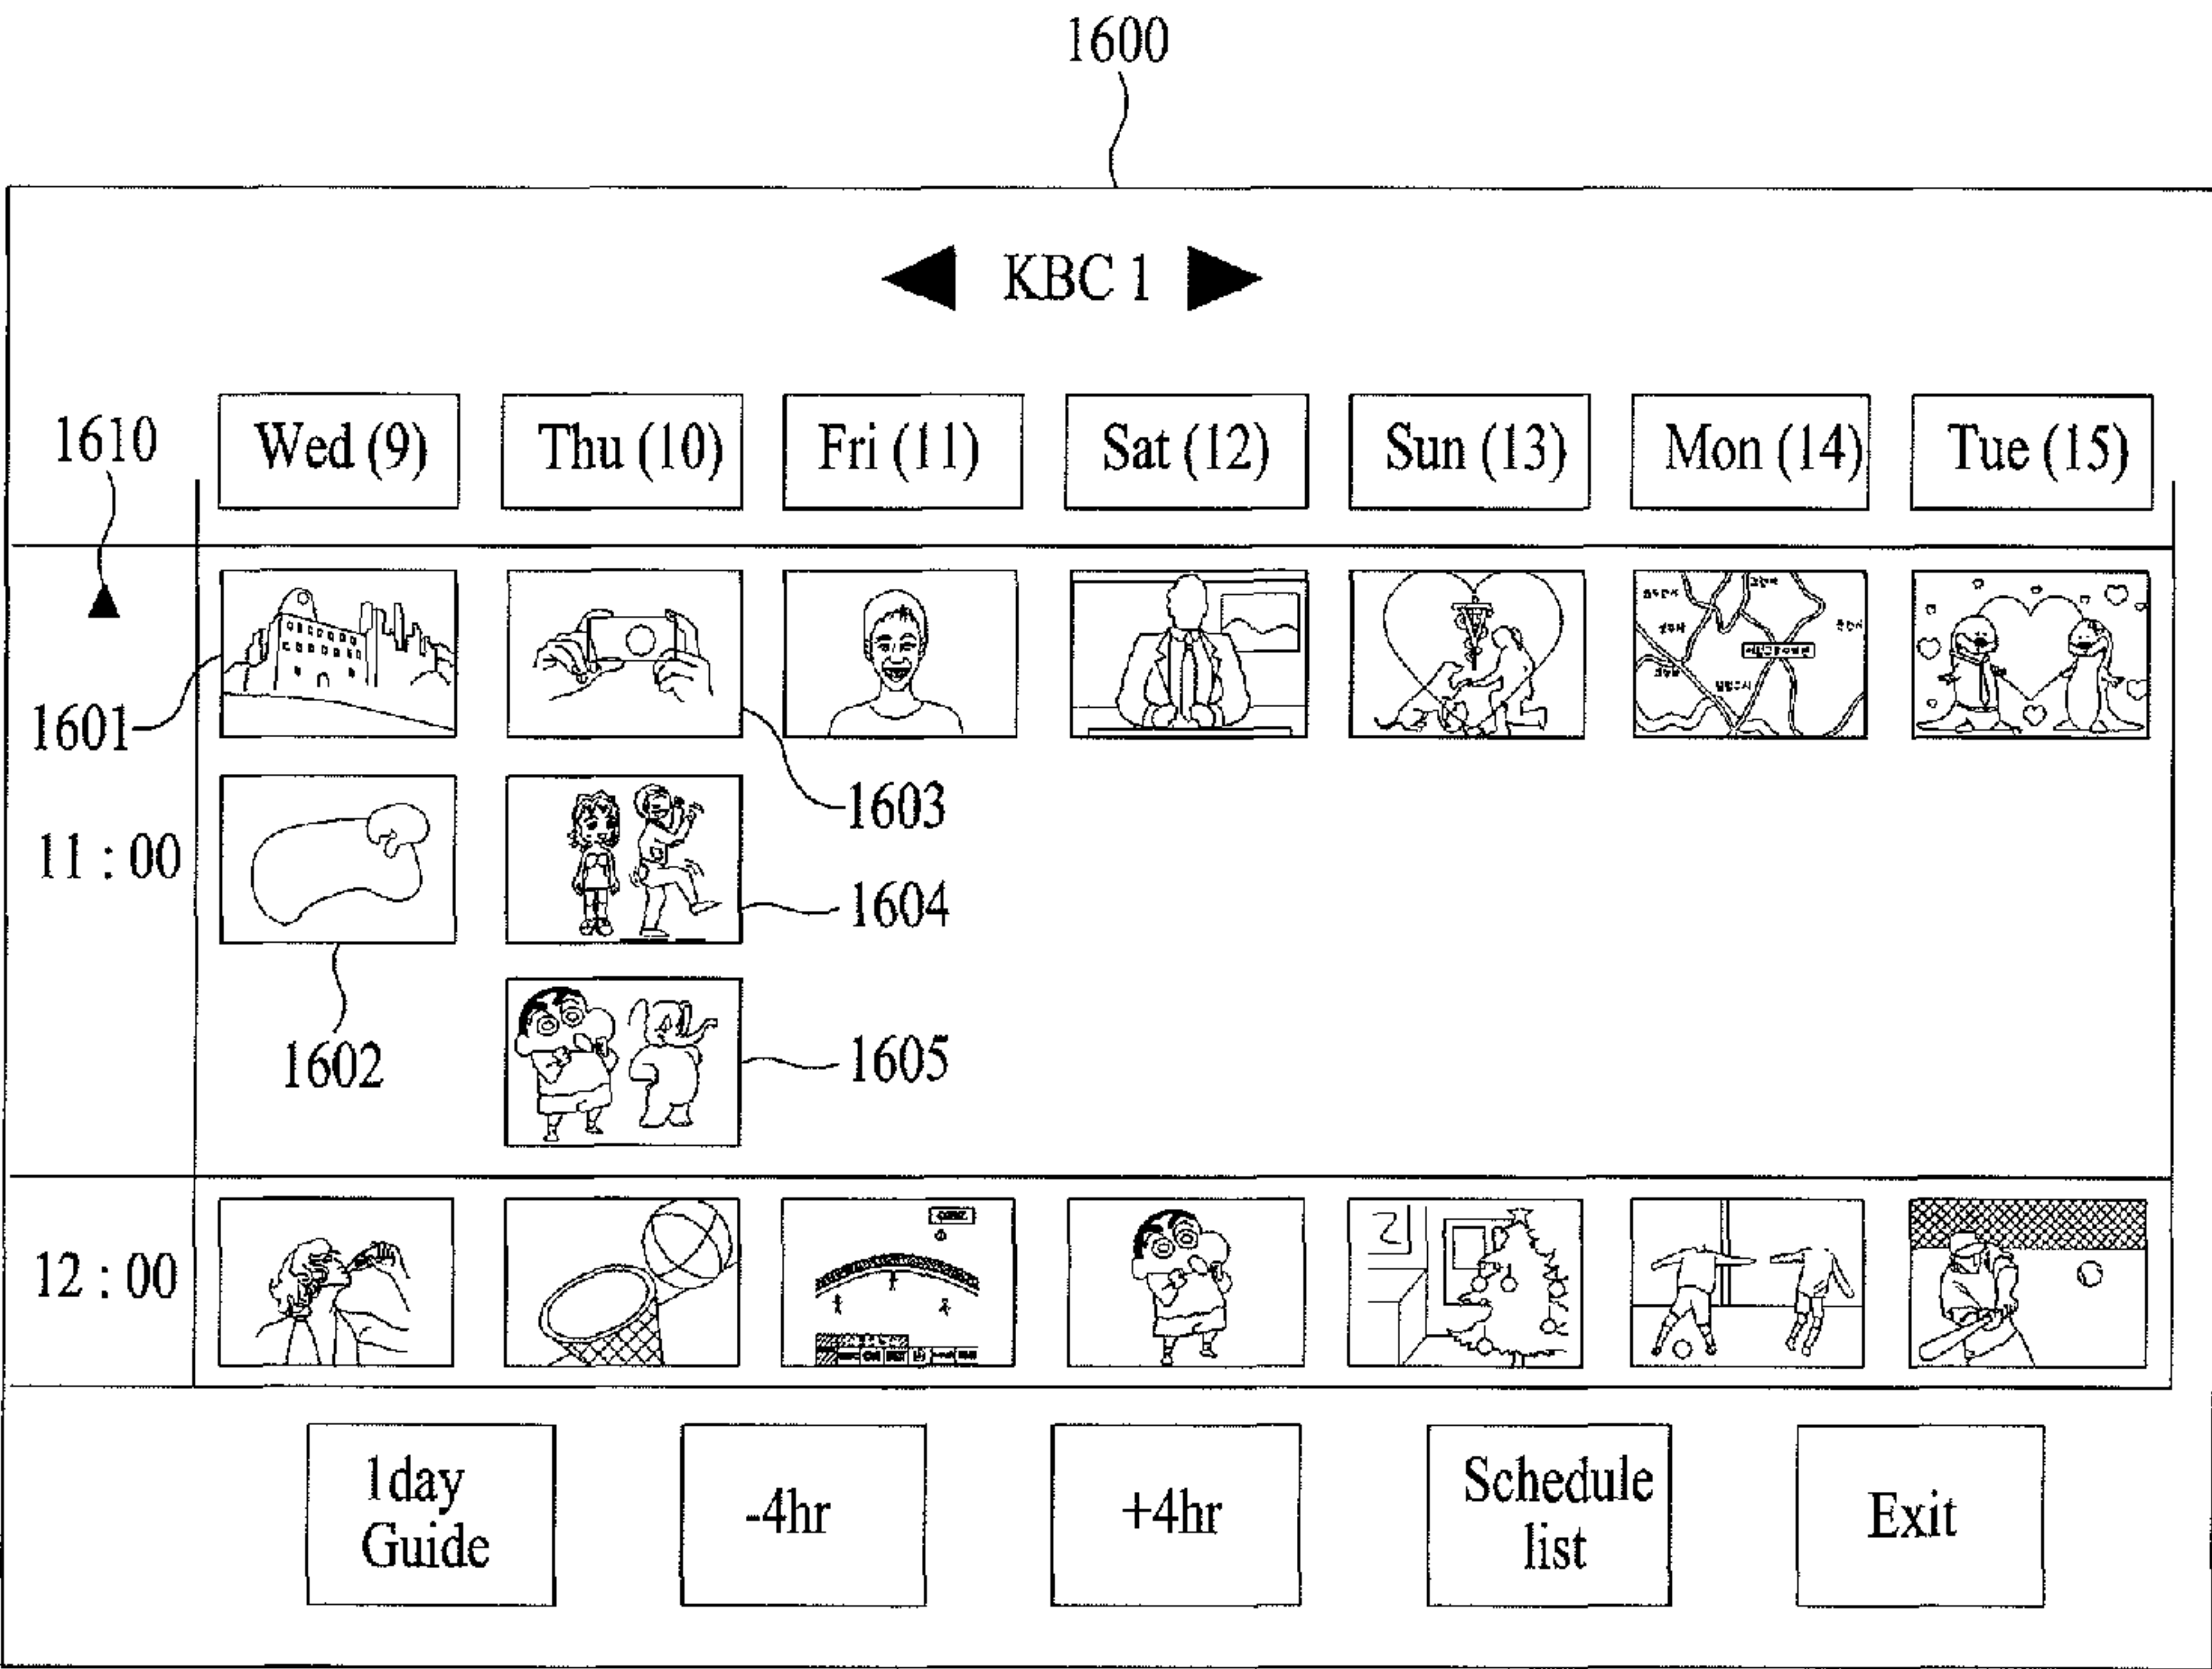 1600
◀ KBC 1 ▶
1610
Wed (9)
Thu (10)
Fri (11)
Sat (12)
Sun (13)
Mon (14)
Tue (15)
1601
1603
11 : 00
1604
1602
1605
12 : 00
1day
Guide
-4hr
+4hr
Schedule
list
Exit